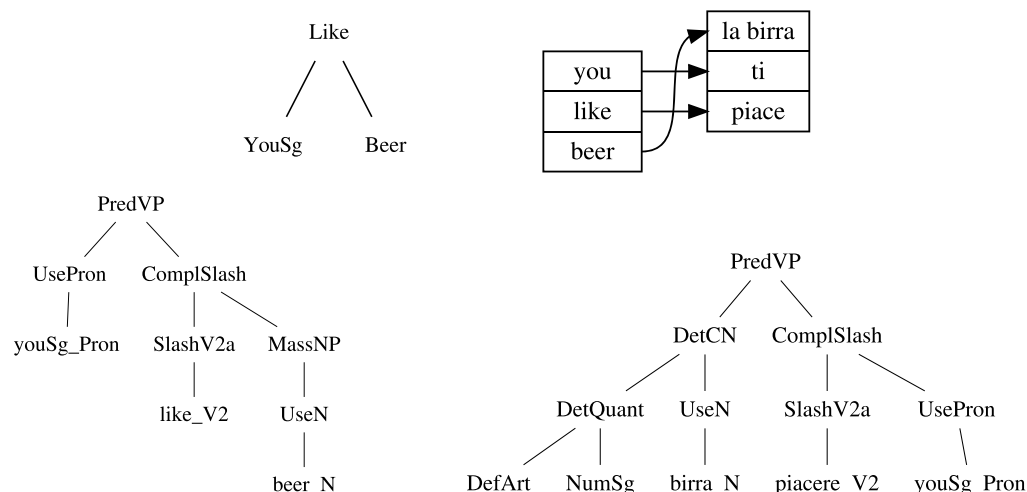 Like
YouSg Beer
you
like
beer
la birra
ti
piace
PredVP
UsePron ComplSlash
youSg_Pron SlashV2a MassNP
like_V2 UseN
beer_N
PredVP
DetCN ComplSlash
DetQuant UseN SlashV2a UsePron
DefArt NumSg birra_N piacere_V2 youSg_Pron